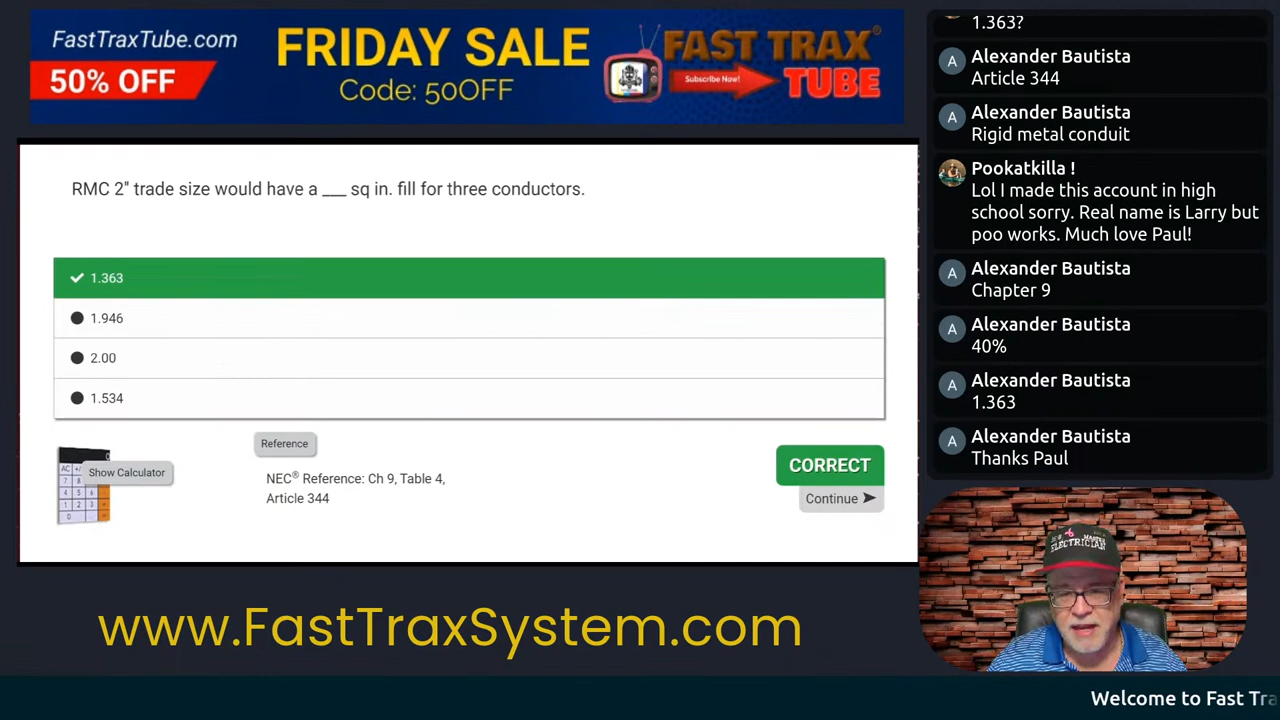 FastTraxTube.com
50% OFF
FRIDAY SALE
Code: 50OFF
Subscribe Now!
FAST TRAX®
TUBE
RMC 2" trade size would have a ___ sq in. fill for three conductors.
1.363
1.946
2.00
1.534
Show Calculator
Reference
NEC® Reference: Ch 9, Table 4,
Article 344
CORRECT
Continue
www.FastTraxSystem.com
1.363?
Alexander Bautista
Article 344
Alexander Bautista
Rigid metal conduit
Pookatkilla !
Lol I made this account in high
school sorry. Real name is Larry but
poo works. Much love Paul!
Alexander Bautista
Chapter 9
Alexander Bautista
40%
Alexander Bautista
1.363
Alexander Bautista
Thanks Paul
ELECTRICIAN
Welcome to Fast Tra